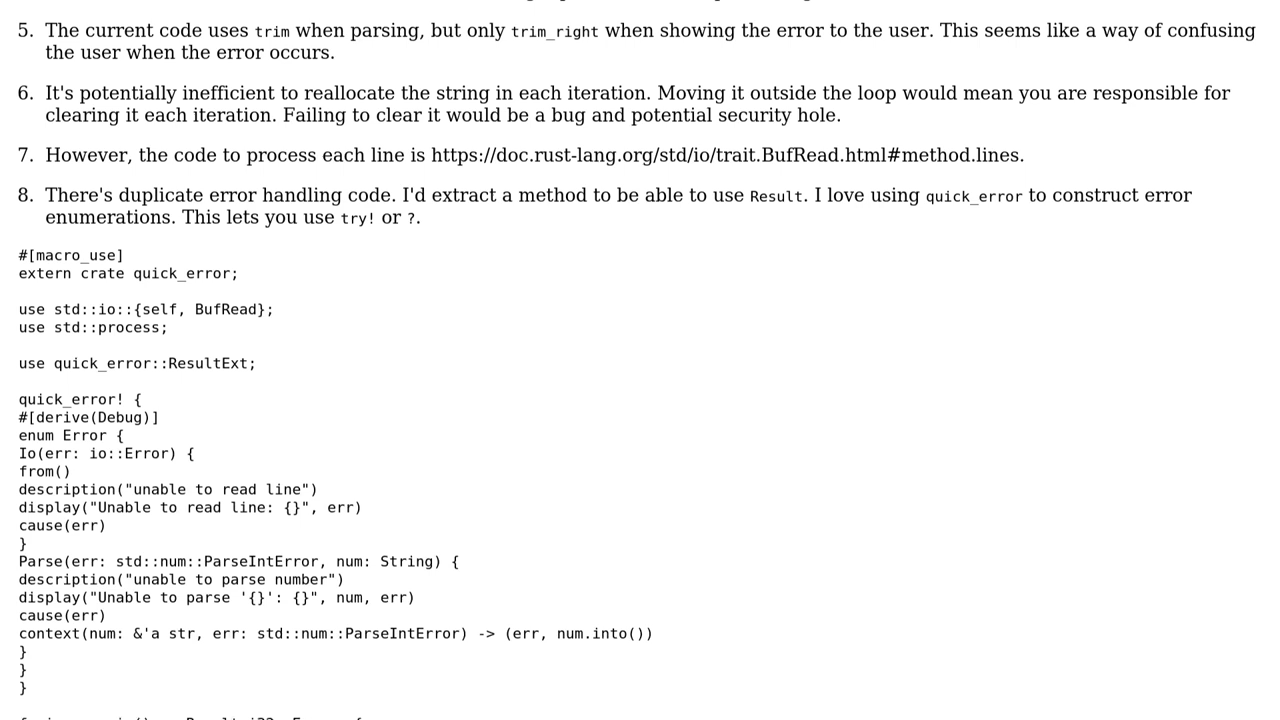 5. The current code uses trim when parsing, but only trim_right when showing the error to the user. This seems like a way of confusing
the user when the error occurs.
6. It's potentially inefficient to reallocate the string in each iteration. Moving it outside the loop would mean you are responsible for
clearing it each iteration. Failing to clear it would be a bug and potential security hole.
7. However, the code to process each line is https://doc.rust-lang.org/std/io/trait.BufRead.html#method.lines.
8. There's duplicate error handling code. I'd extract a method to be able to use Result. I love using quick_error to construct error
enumerations. This lets you use try! or ?.
#[macro_use]
extern crate quick_error;
use std::io::{self, BufRead};
use std::process;
use quick_error::ResultExt;
quick_error! {
#[derive(Debug)]
enum Error {
Io(err: io::Error) {
from()
description("unable to read line")
display("Unable to read line: {}", err)
cause(err)
}
Parse(err: std::num::ParseIntError, num: String) {
description("unable to parse number")
display("Unable to parse '{}': {}", num, err)
cause(err)
context(num: &'a str, err: std::num::ParseIntError) -> (err, num.into())
}
}
}